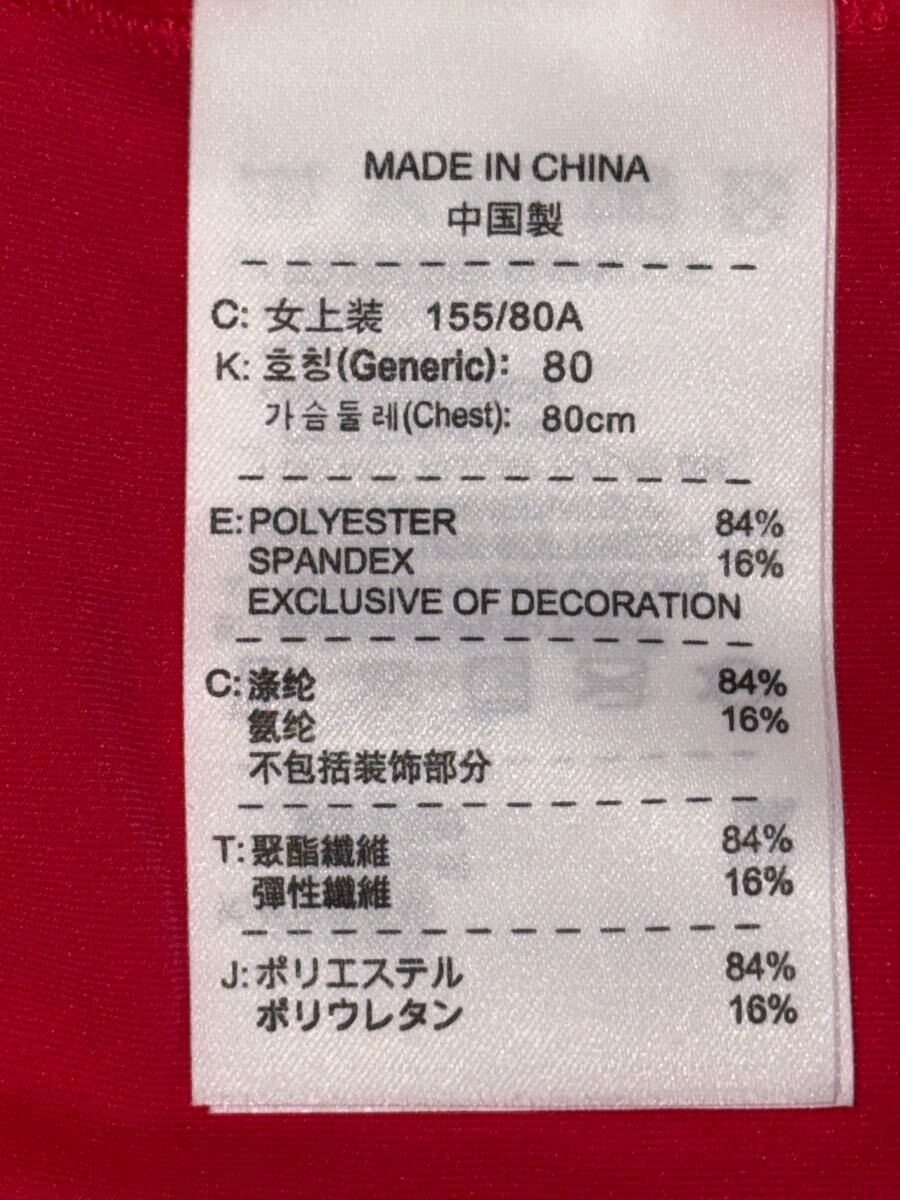 MADE IN CHINA
中国製
C: 女上装 155/80A
K: 호칭(Generic): 80
가슴둘레(Chest): 80cm
E: POLYESTER 84%
SPANDEX 16%
EXCLUSIVE OF DECORATION
C: 涤纶 84%
氨纶 16%
不包括装饰部分
T: 聚酯纖維 84%
彈性纖維 16%
J: ポリエステル 84%
ポリウレタン 16%